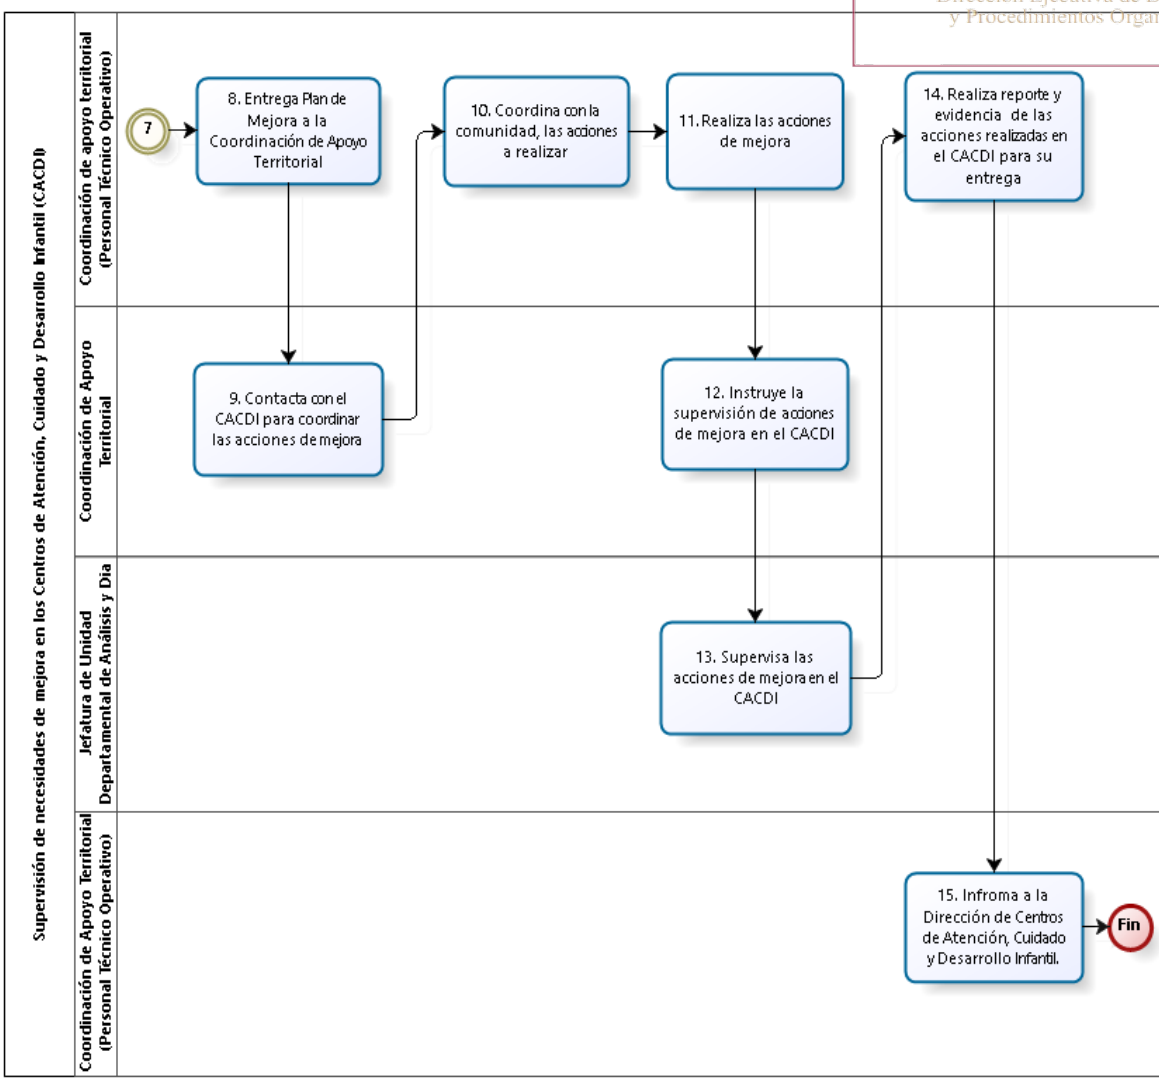 y Procedimientos Organ
Supervisión de necesidades de mejora en los Centros de Atención, Cuidado y Desarrollo Infantil (CACDI)
Coordinación de apoyo territorial
(Personal Técnico Operativo)
7
8. Entrega Plan de
Mejora a la
Coordinación de Apoyo
Territorial
10. Coordina con la
comunidad, las acciones
a realizar
11. Realiza las acciones
de mejora
14. Realiza reporte y
evidencia de las
acciones realizadas en
el CACDI para su
entrega
Coordinación de Apoyo
Territorial
9. Contacta con el
CACDI para coordinar
las acciones de mejora
12. Instruye la
supervisión de acciones
de mejora en el CACDI
Jefatura de Unidad
Departamental de Análisis y Dia
13. Supervisa las
acciones de mejora en el
CACDI
Coordinación de Apoyo Territorial
(Personal Técnico Operativo)
15. Infroma a la
Dirección de Centros
de Atención, Cuidado
y Desarrollo Infantil.
Fin